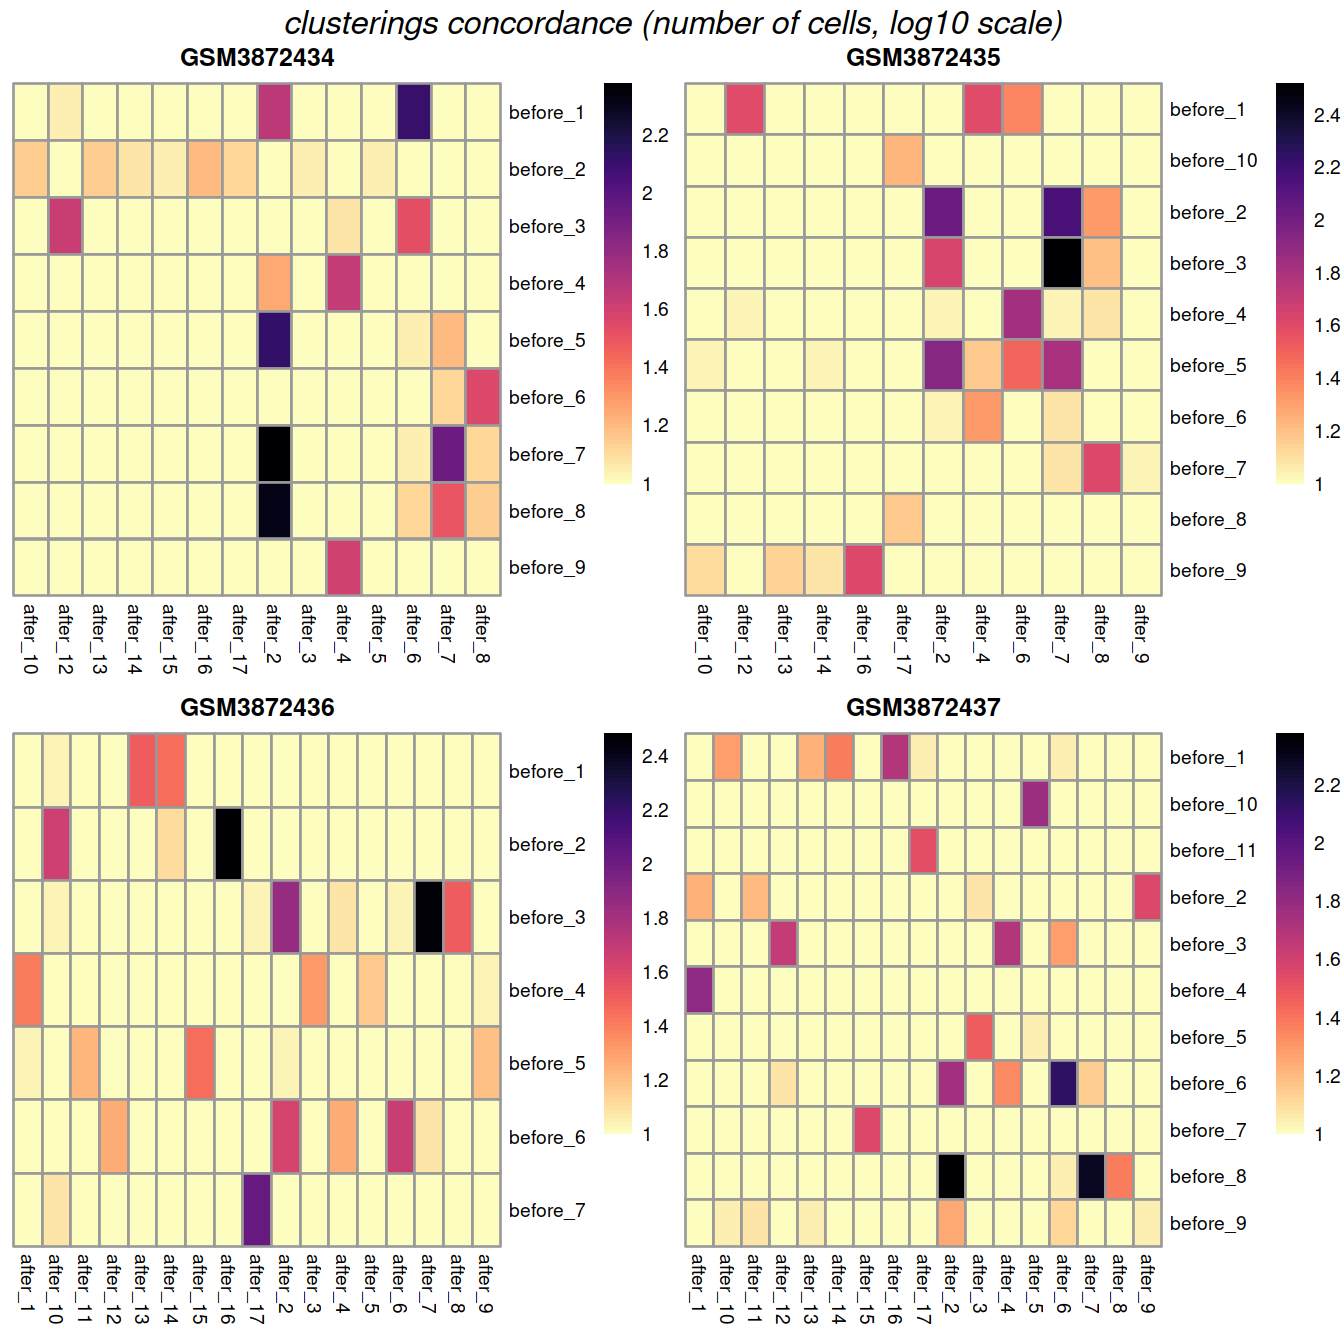 clusterings concordance (number of cells, log10 scale)
GSM3872434
before_1
before_2
before_3
before_4
before_5
before_6
before_7
before_8
before_9
2.2
2
1.8
1.6
1.4
1.2
1
after_10
after_12
after_13
after_14
after_15
after_16
after_17
after_2
after_3
after_4
after_5
after_6
after_7
after_8
GSM3872435
before_1
before_10
before_2
before_3
before_4
before_5
before_6
before_7
before_8
before_9
2.4
2.2
2
1.8
1.6
1.4
1.2
1
after_10
after_12
after_13
after_14
after_16
after_17
after_2
after_4
after_6
after_7
after_8
after_9
GSM3872436
before_1
before_2
before_3
before_4
before_5
before_6
before_7
2.4
2.2
2
1.8
1.6
1.4
1.2
1
after_1
after_10
after_11
after_12
after_13
after_14
after_15
after_16
after_17
after_2
after_3
after_4
after_5
after_6
after_7
after_8
after_9
GSM3872437
before_1
before_10
before_11
before_2
before_3
before_4
before_5
before_6
before_7
before_8
before_9
2.2
2
1.8
1.6
1.4
1.2
1
after_1
after_10
after_11
after_12
after_13
after_14
after_15
after_16
after_17
after_2
after_3
after_4
after_5
after_6
after_7
after_8
after_9